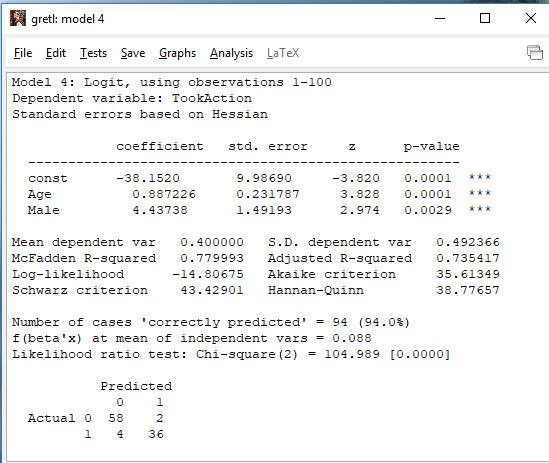 gretl: model 4
File Edit Tests Save Graphs Analysis LaTeX
Model 4: Logit, using observations 1-100
Dependent variable: TookAction
Standard errors based on Hessian
coefficient std. error z p-value
---------------------------------------------------------
const −38.1520 9.98690 −3.820 0.0001 ***
Age 0.887226 0.231787 3.828 0.0001 ***
Male 4.43738 1.49193 2.974 0.0029 ***
Mean dependent var 0.400000 S.D. dependent var 0.492366
McFadden R-squared 0.779993 Adjusted R-squared 0.735417
Log-likelihood −14.80675 Akaike criterion 35.61349
Schwarz criterion 43.42901 Hannan-Quinn 38.77657
Number of cases 'correctly predicted' = 94 (94.0%)
f(beta'x) at mean of independent vars = 0.088
Likelihood ratio test: Chi-square(2) = 104.989 [0.0000]
Predicted
0 1
Actual 0 58 2
1 4 36